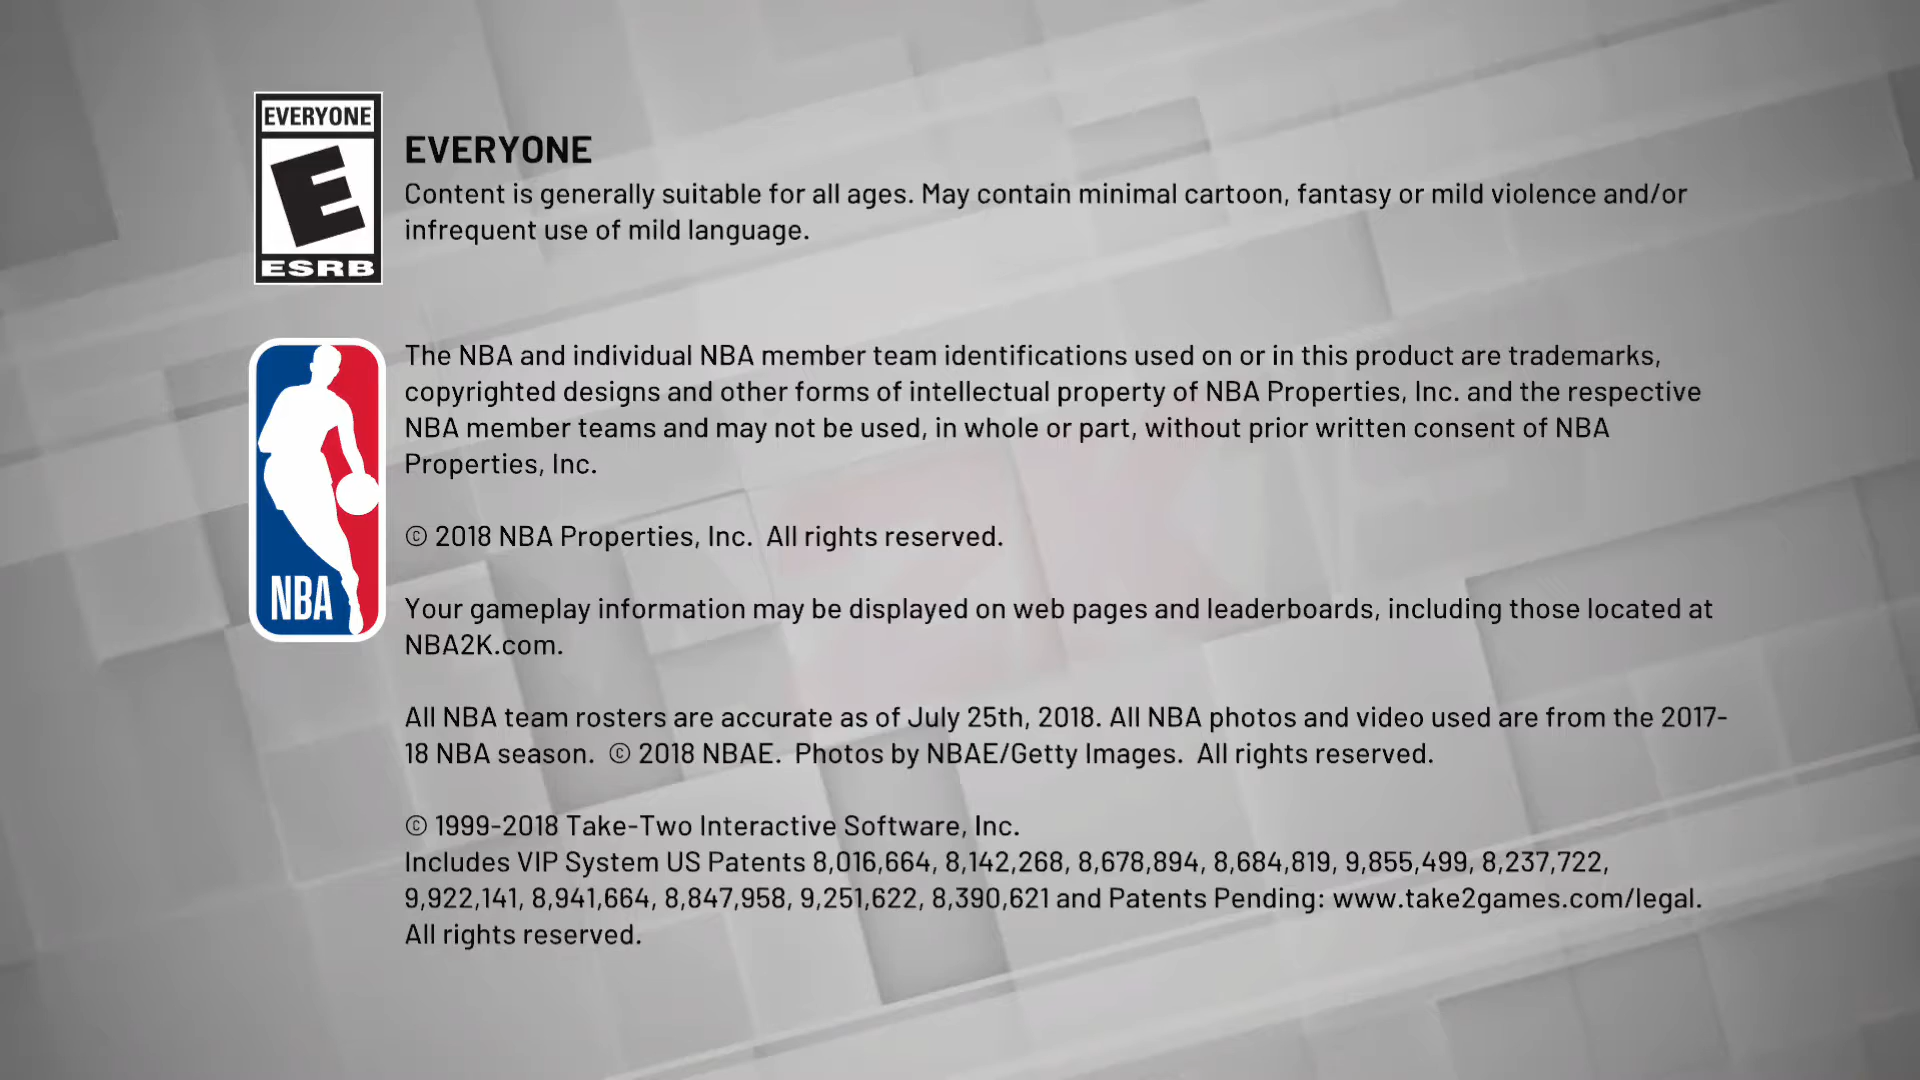 EVERYONE
E
ESRB
EVERYONE
Content is generally suitable for all ages. May contain minimal cartoon, fantasy or mild violence and/or
infrequent use of mild language.
NBA
The NBA and individual NBA member team identifications used on or in this product are trademarks,
copyrighted designs and other forms of intellectual property of NBA Properties, Inc. and the respective
NBA member teams and may not be used, in whole or part, without prior written consent of NBA
Properties, Inc.
© 2018 NBA Properties, Inc.  All rights reserved.
Your gameplay information may be displayed on web pages and leaderboards, including those located at
NBA2K.com.
All NBA team rosters are accurate as of July 25th, 2018. All NBA photos and video used are from the 2017-
18 NBA season.  © 2018 NBAE.  Photos by NBAE/Getty Images.  All rights reserved.
© 1999-2018 Take-Two Interactive Software, Inc.
Includes VIP System US Patents 8,016,664, 8,142,268, 8,678,894, 8,684,819, 9,855,499, 8,237,722,
9,922,141, 8,941,664, 8,847,958, 9,251,622, 8,390,621 and Patents Pending: www.take2games.com/legal.
All rights reserved.